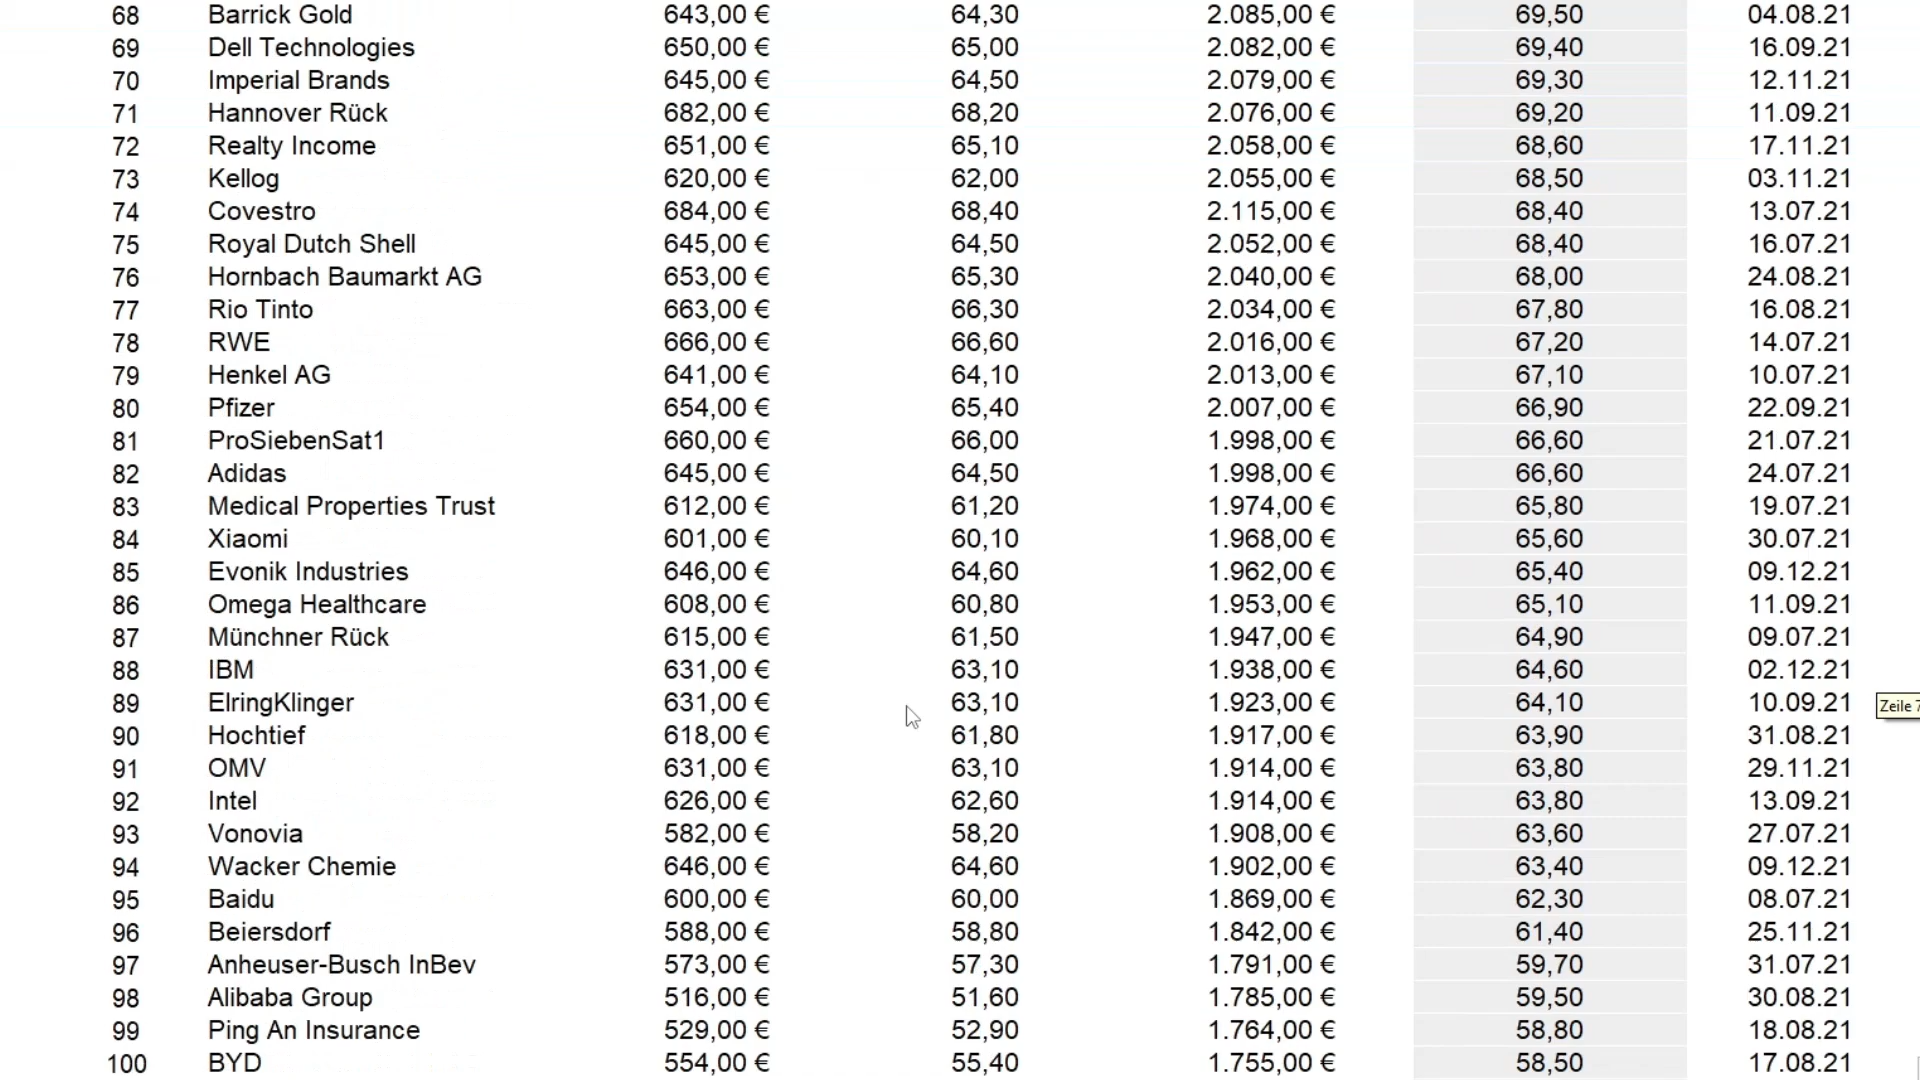 68 Barrick Gold 643,00 € 64,30 2.085,00 € 69,50 04.08.21
69 Dell Technologies 650,00 € 65,00 2.082,00 € 69,40 16.09.21
70 Imperial Brands 645,00 € 64,50 2.079,00 € 69,30 12.11.21
71 Hannover Rück 682,00 € 68,20 2.076,00 € 69,20 11.09.21
72 Realty Income 651,00 € 65,10 2.058,00 € 68,60 17.11.21
73 Kellog 620,00 € 62,00 2.055,00 € 68,50 03.11.21
74 Covestro 684,00 € 68,40 2.115,00 € 68,40 13.07.21
75 Royal Dutch Shell 645,00 € 64,50 2.052,00 € 68,40 16.07.21
76 Hornbach Baumarkt AG 653,00 € 65,30 2.040,00 € 68,00 24.08.21
77 Rio Tinto 663,00 € 66,30 2.034,00 € 67,80 16.08.21
78 RWE 666,00 € 66,60 2.016,00 € 67,20 14.07.21
79 Henkel AG 641,00 € 64,10 2.013,00 € 67,10 10.07.21
80 Pfizer 654,00 € 65,40 2.007,00 € 66,90 22.09.21
81 ProSiebenSat1 660,00 € 66,00 1.998,00 € 66,60 21.07.21
82 Adidas 645,00 € 64,50 1.998,00 € 66,60 24.07.21
83 Medical Properties Trust 612,00 € 61,20 1.974,00 € 65,80 19.07.21
84 Xiaomi 601,00 € 60,10 1.968,00 € 65,60 30.07.21
85 Evonik Industries 646,00 € 64,60 1.962,00 € 65,40 09.12.21
86 Omega Healthcare 608,00 € 60,80 1.953,00 € 65,10 11.09.21
87 Münchner Rück 615,00 € 61,50 1.947,00 € 64,90 09.07.21
88 IBM 631,00 € 63,10 1.938,00 € 64,60 02.12.21
89 ElringKlinger 631,00 € 63,10 1.923,00 € 64,10 10.09.21 Zeile 7
90 Hochtief 618,00 € 61,80 1.917,00 € 63,90 31.08.21
91 OMV 631,00 € 63,10 1.914,00 € 63,80 29.11.21
92 Intel 626,00 € 62,60 1.914,00 € 63,80 13.09.21
93 Vonovia 582,00 € 58,20 1.908,00 € 63,60 27.07.21
94 Wacker Chemie 646,00 € 64,60 1.902,00 € 63,40 09.12.21
95 Baidu 600,00 € 60,00 1.869,00 € 62,30 08.07.21
96 Beiersdorf 588,00 € 58,80 1.842,00 € 61,40 25.11.21
97 Anheuser-Busch InBev 573,00 € 57,30 1.791,00 € 59,70 31.07.21
98 Alibaba Group 516,00 € 51,60 1.785,00 € 59,50 30.08.21
99 Ping An Insurance 529,00 € 52,90 1.764,00 € 58,80 18.08.21
100 BYD 554,00 € 55,40 1.755,00 € 58,50 17.08.21